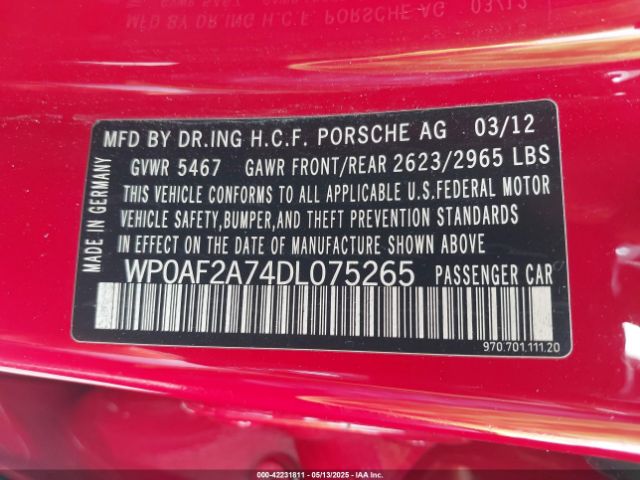 MFD BY DR.ING H.C.F. PORSCHE AG 03/12
GVWR 5467 GAWR FRONT/REAR 2623/2965 LBS
THIS VEHICLE CONFORMS TO ALL APPLICABLE U.S.FEDERAL MOTOR
VEHICLE SAFETY,BUMPER,AND THEFT PREVENTION STANDARDS
IN EFFECT ON THE DATE OF MANUFACTURE SHOWN ABOVE.
WP0AF2A74DL075265 PASSENGER CAR
MADE IN GERMANY
970.701.111.20
000-42231811 - 05/13/2025 - IAAI.COM